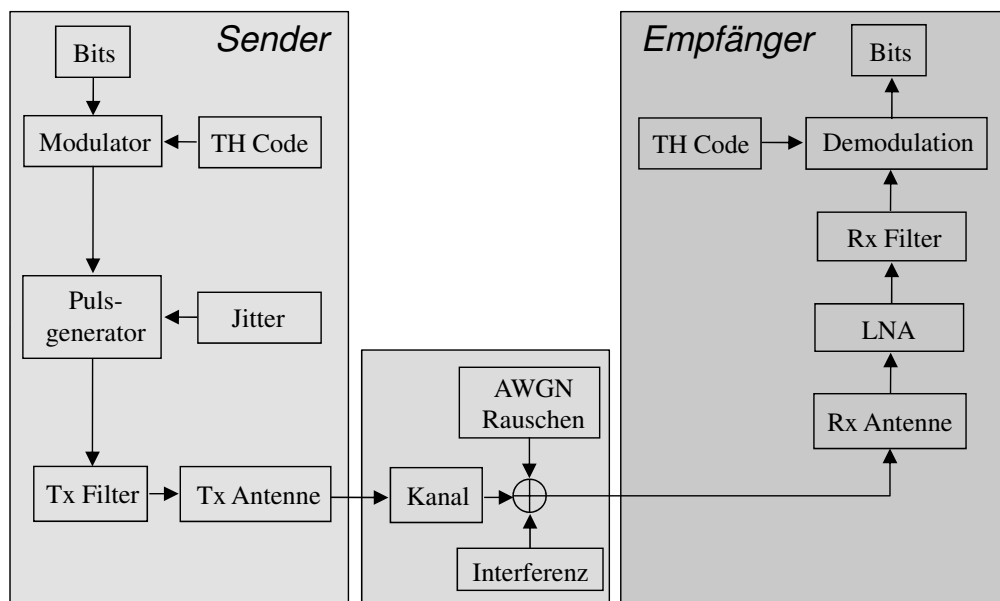 Sender
Bits
Modulator
TH Code
Puls-
generator
Jitter
Tx Filter
Tx Antenne
Kanal
AWGN
Rauschen
Interferenz
Empfänger
Bits
TH Code
Demodulation
Rx Filter
LNA
Rx Antenne